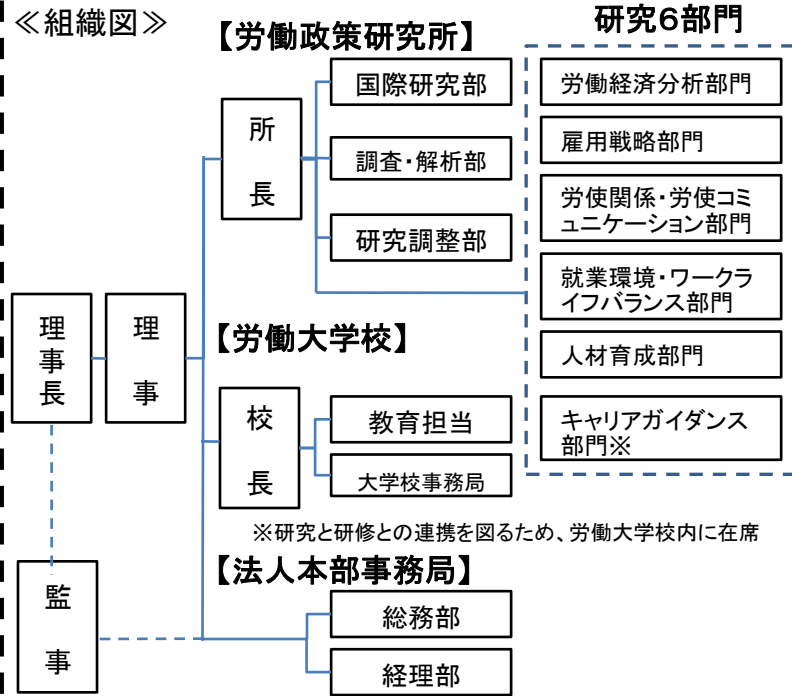 ≪組織図≫
【労働政策研究所】
研究6部門
所長
国際研究部
調査・解析部
研究調整部
労働経済分析部門
雇用戦略部門
労使関係・労使コミ
ュニケーション部門
就業環境・ワークラ
イフバランス部門
人材育成部門
キャリアガイダンス
部門※
理事長
理事
【労働大学校】
校長
教育担当
大学校事務局
※研究と研修との連携を図るため、労働大学校内に在席
【法人本部事務局】
監事
総務部
経理部